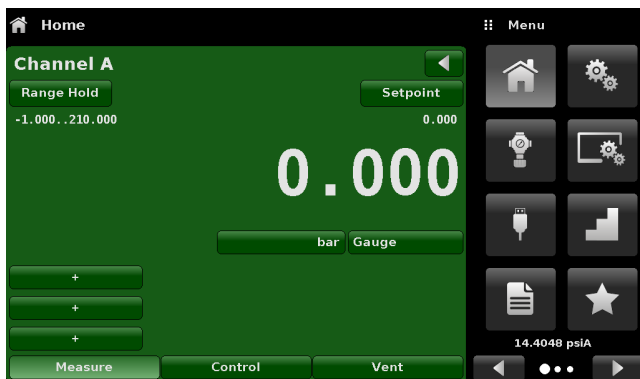 Home
Menu
Channel A
Range Hold
Setpoint
-1.000..210.000
0.000
0.000
bar
Gauge
+
+
+
14.4048 psiA
Measure
Control
Vent